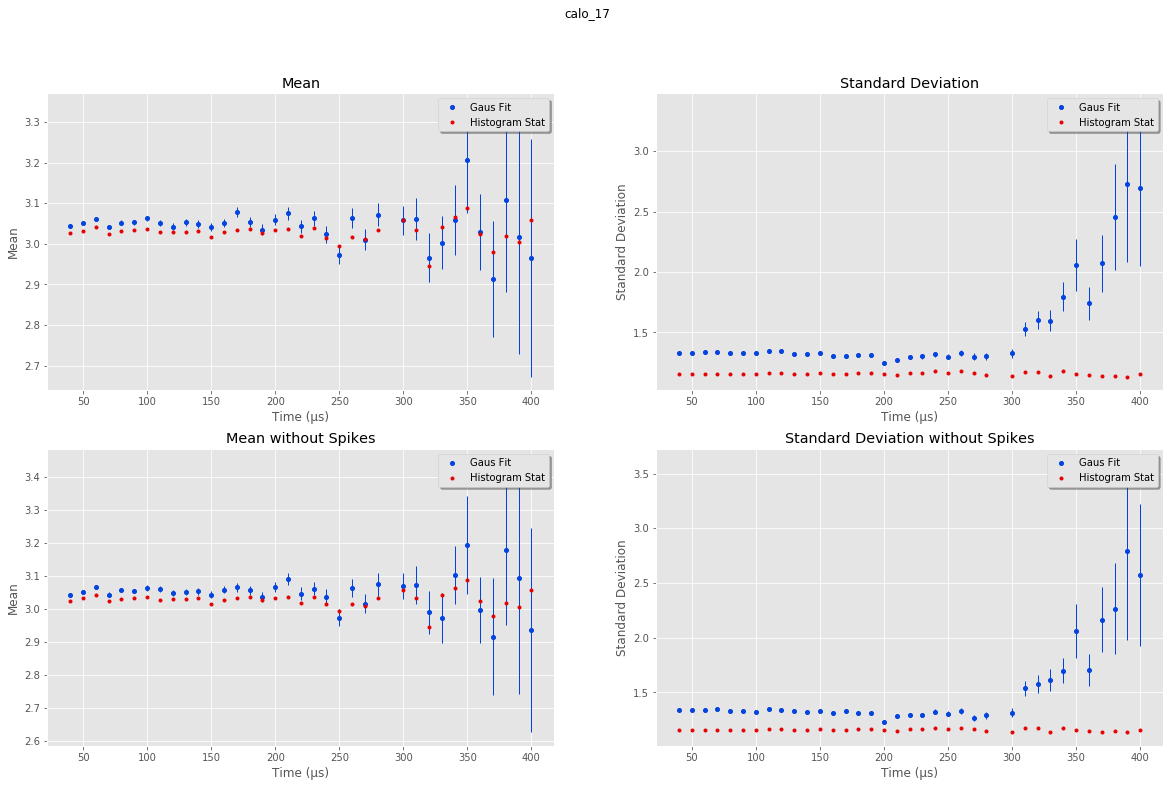 calo_17
Mean
Gaus Fit
Histogram Stat
3.3
3.2
3.1
3.0
2.9
2.8
2.7
Mean
50 100 150 200 250 300 350 400
Time (μs)
Standard Deviation
Gaus Fit
Histogram Stat
3.0
2.5
2.0
1.5
Standard Deviation
50 100 150 200 250 300 350 400
Time (μs)
Mean without Spikes
Gaus Fit
Histogram Stat
3.4
3.3
3.2
3.1
3.0
2.9
2.8
2.7
2.6
Mean
50 100 150 200 250 300 350 400
Time (μs)
Standard Deviation without Spikes
Gaus Fit
Histogram Stat
3.5
3.0
2.5
2.0
1.5
Standard Deviation
50 100 150 200 250 300 350 400
Time (μs)